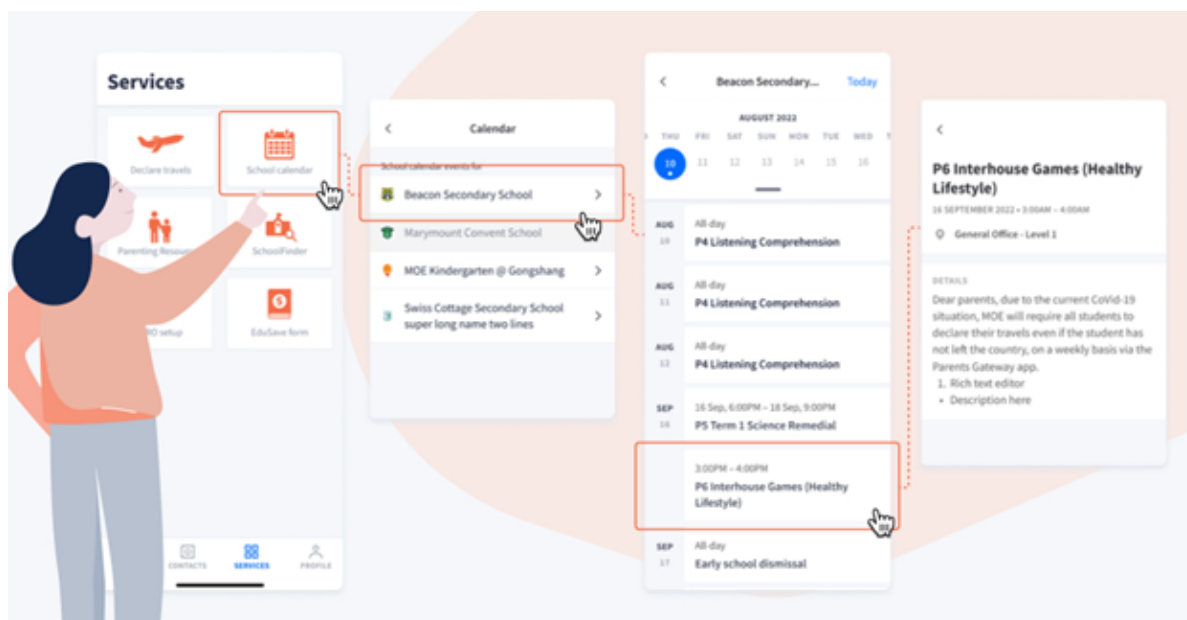 Services
Declare travels
School calendar
Parenting Resou
SchoolFinder
O setup
EduSave form
CONTACTS
SERVICES
PROFILE
Calendar
School calendar events for
Beacon Secondary School
Marymount Convent School
MOE Kindergarten @ Gongshang
Swiss Cottage Secondary School
super long name two lines
Beacon Secondary...
Today
AUGUST 2022
THU FRI SAT SUN MON TUE WED T
10 11 12 13 14 15 16
AUG
10
All-day
P4 Listening Comprehension
AUG
11
All-day
P4 Listening Comprehension
AUG
12
All-day
P4 Listening Comprehension
SEP
16
16 Sep, 6:00PM – 18 Sep, 9:00PM
P5 Term 1 Science Remedial
3:00PM – 4:00PM
P6 Interhouse Games (Healthy
Lifestyle)
SEP
17
All-day
Early school dismissal
P6 Interhouse Games (Healthy
Lifestyle)
16 SEPTEMBER 2022 • 3:00AM – 4:00AM
General Office - Level 1
DETAILS
Dear parents, due to the current CoVid-19
situation, MOE will require all students to
declare their travels even if the student has
not left the country, on a weekly basis via the
Parents Gateway app.
1. Rich text editor
• Description here